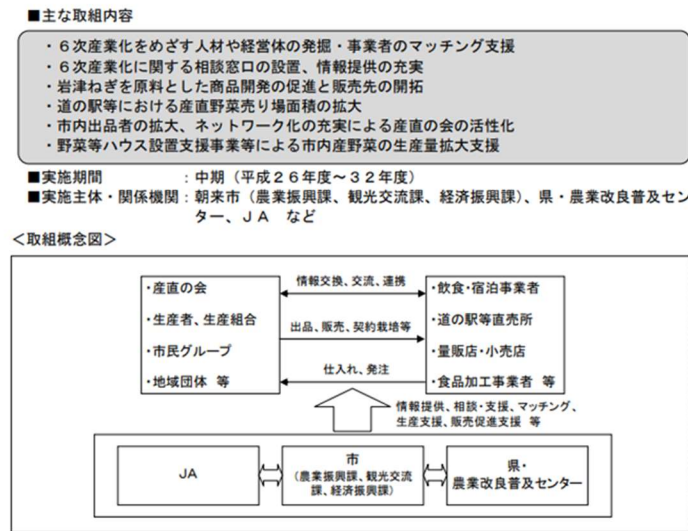 ■主な取組内容
・６次産業化をめざす人材や経営体の発掘・事業者のマッチング支援
・６次産業化に関する相談窓口の設置、情報提供の充実
・岩津ねぎを原料とした商品開発の促進と販売先の開拓
・道の駅等における産直野菜売り場面積の拡大
・市内出品者の拡大、ネットワーク化の充実による産直の会の活性化
・野菜等ハウス設置支援事業等による市内産野菜の生産量拡大支援
■実施期間　　　　：中期（平成２６年度～３２年度）
■実施主体・関係機関：朝来市（農業振興課、観光交流課、経済振興課）、県・農業改良普及セン
ター、ＪＡ　など
＜取組概念図＞
・産直の会
・生産者、生産組合
・市民グループ
・地域団体 等
情報交換、交流、連携
出品、販売、契約栽培等
仕入れ、発注
・飲食・宿泊事業者
・道の駅等直売所
・量販店・小売店
・食品加工事業者 等
情報提供、相談・支援、マッチング、
生産支援、販売促進支援 等
JA
市
(農業振興課、観光交流
課、経済振興課)
県・
農業改良普及センター